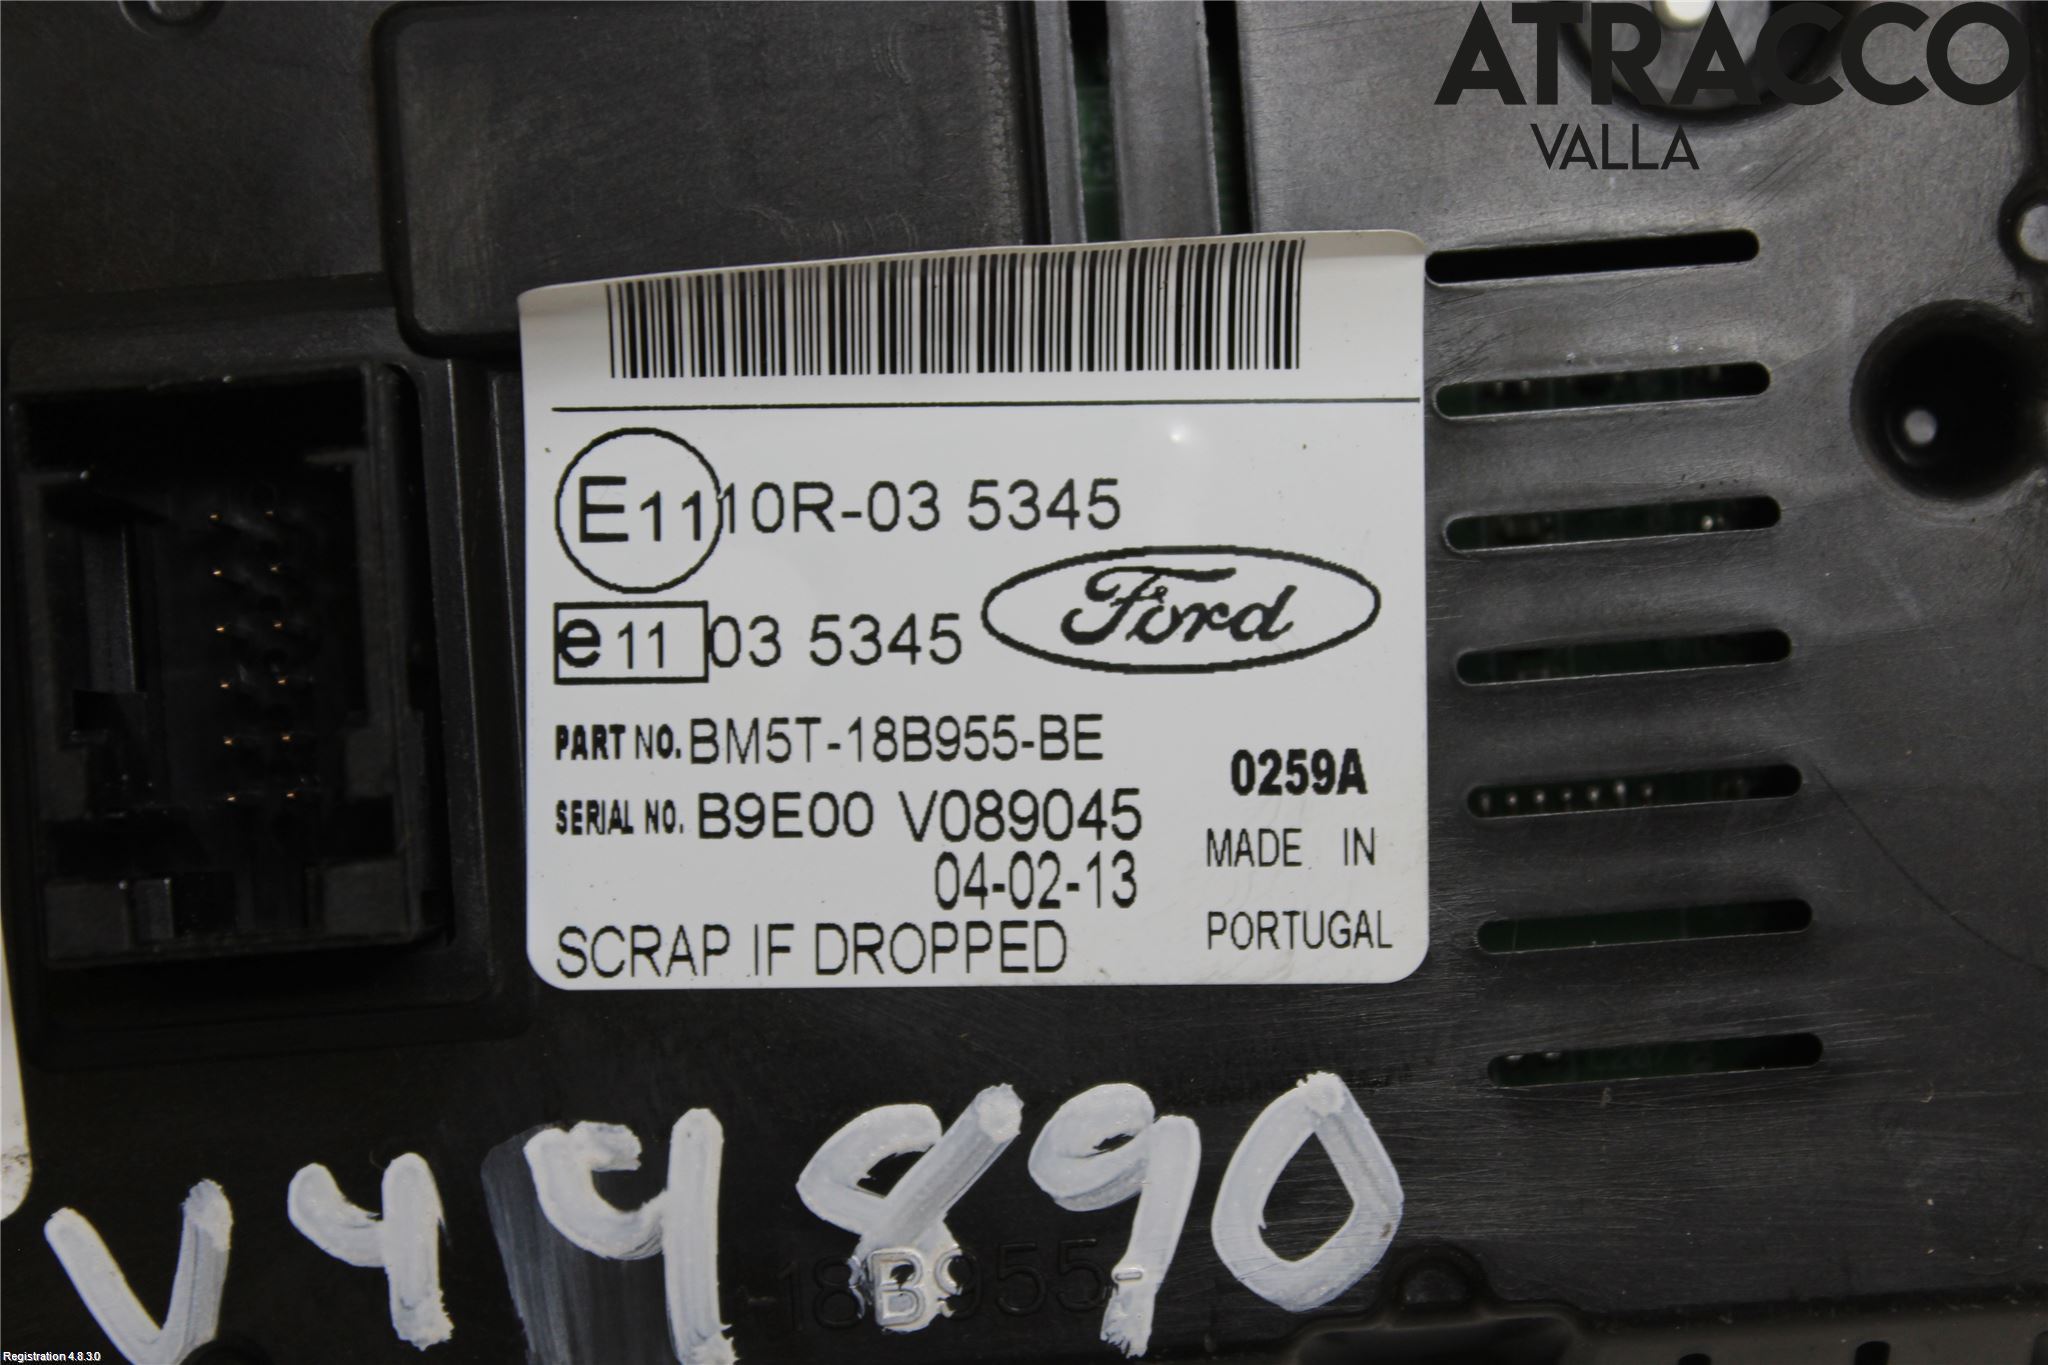 ATRACCO
VALLA
E11 10R-03 5345
e11 03 5345
Ford
PART NO. BM5T-18B955-BE
SERIAL NO. B9E00 V089045
0259A
04-02-13
MADE IN
PORTUGAL
SCRAP IF DROPPED
V44890
-18B955-
Registration 4.8.3.0